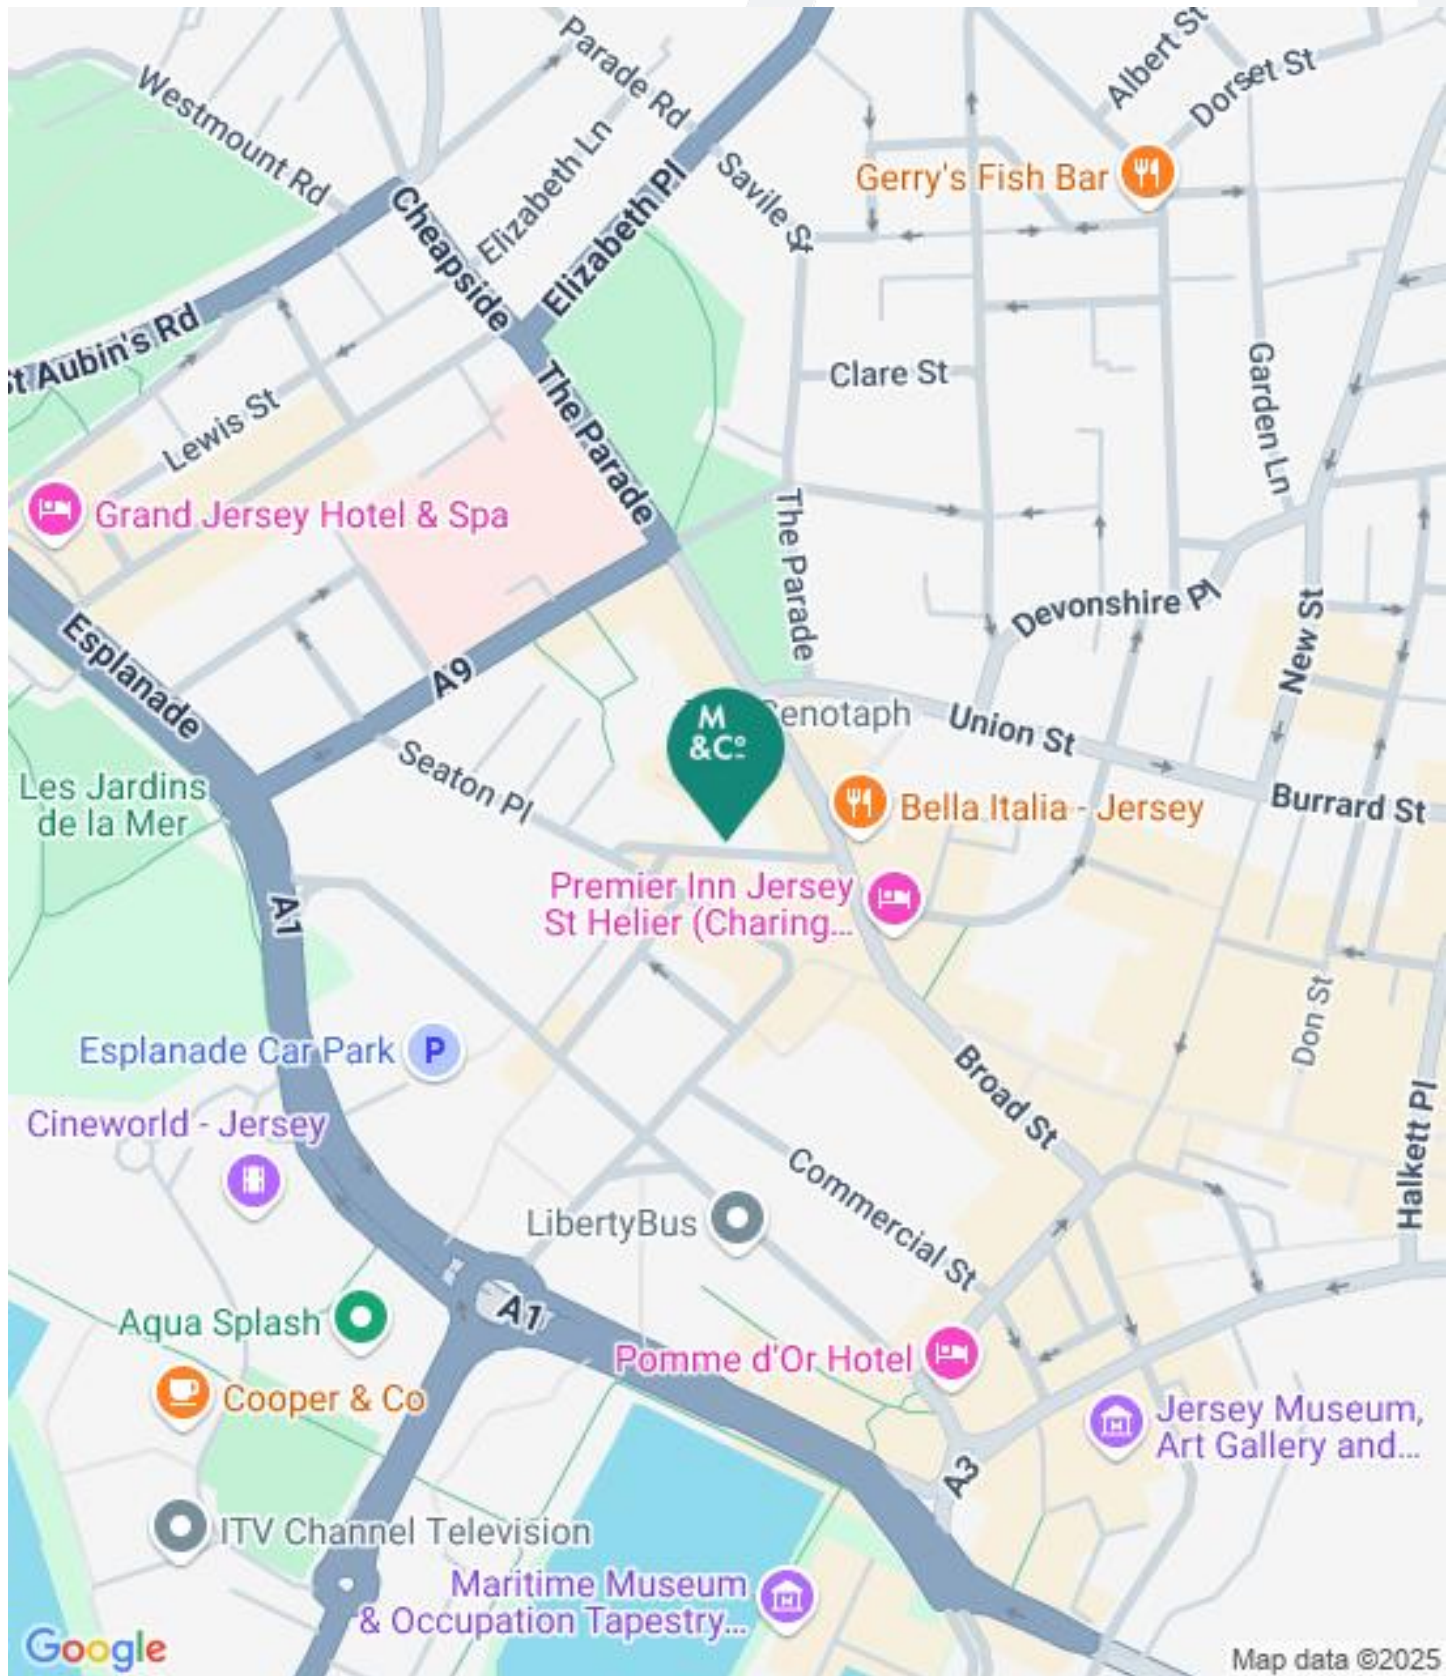 Parade Rd
Albert St
Dorset St
Westmount Rd
Elizabeth Ln
Savile St
Gerry's Fish Bar
Cheapside
Elizabeth Pl
St Aubin's Rd
The Parade
Clare St
Garden Ln
Lewis St
Grand Jersey Hotel & Spa
The Parade
Devonshire Pl
New St
Esplanade
A9
M
&Co
Cenotaph
Union St
Seaton Pl
Les Jardins
de la Mer
Bella Italia - Jersey
Burrard St
Premier Inn Jersey
St Helier (Charing...
A1
Don St
Esplanade Car Park
P
Broad St
Cineworld - Jersey
Halkett Pl
Commercial St
LibertyBus
A1
Aqua Splash
Pomme d'Or Hotel
Cooper & Co
Jersey Museum,
Art Gallery and...
A3
ITV Channel Television
Maritime Museum
& Occupation Tapestry...
Google
Map data ©2025